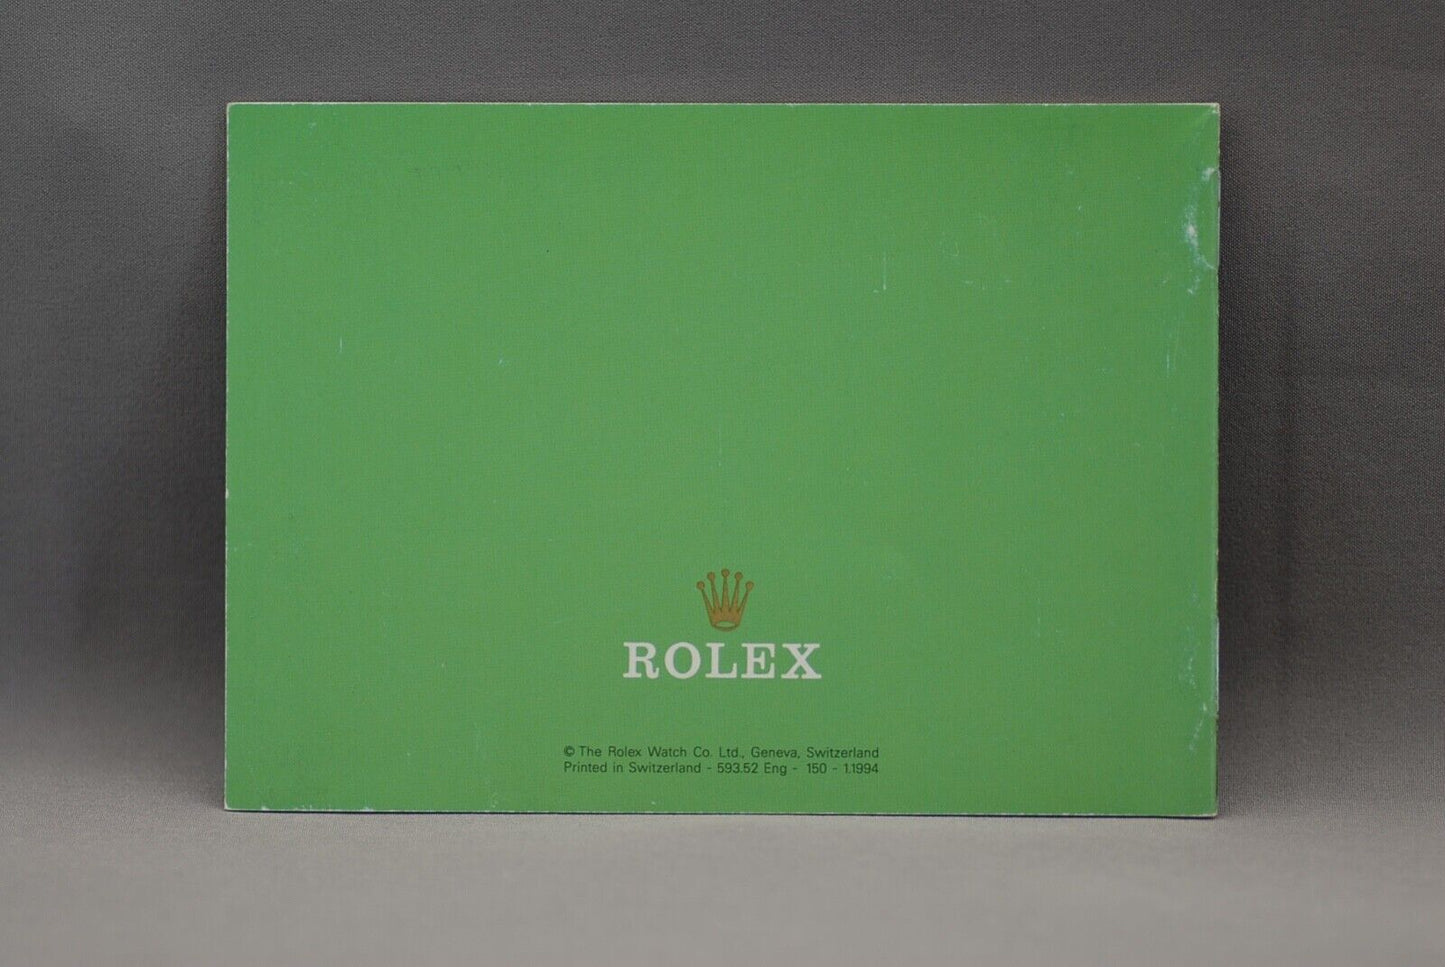 ROLEX
© The Rolex Watch Co. Ltd., Geneva, Switzerland
Printed in Switzerland - 593.52 Eng - 150 - 1.1994